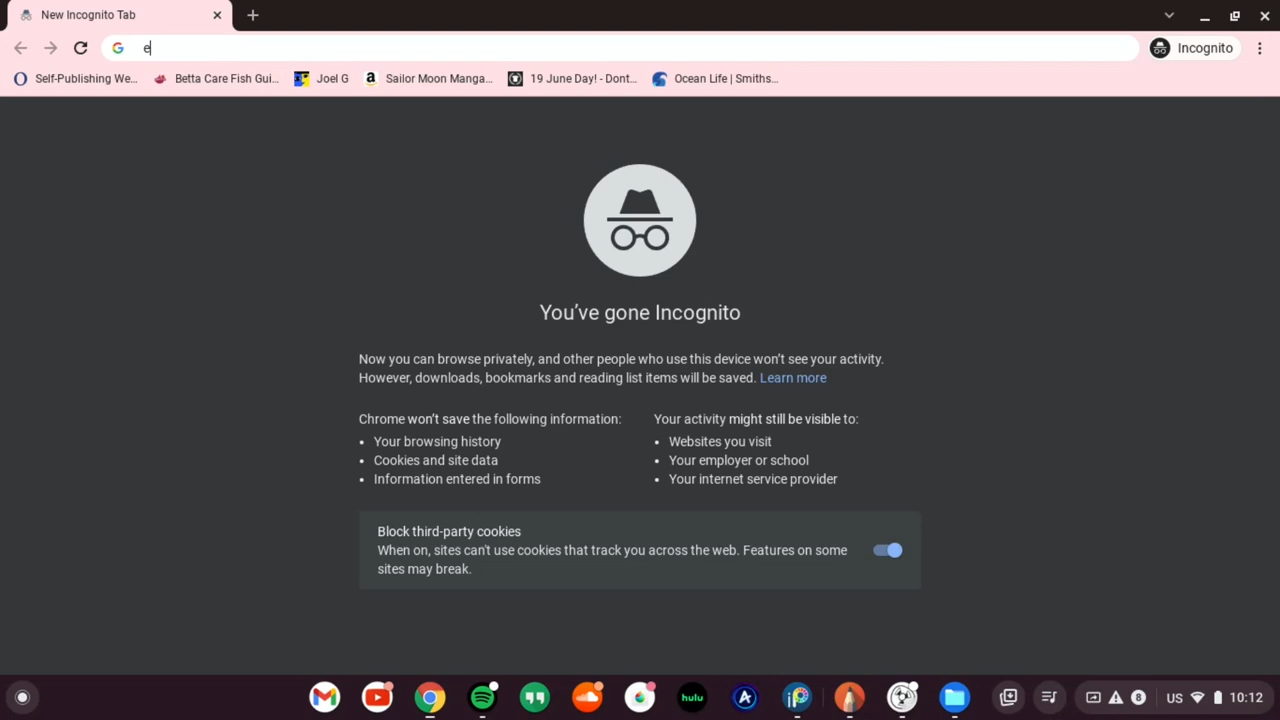 New Incognito Tab
e
Incognito
Self-Publishing We...
Betta Care Fish Gui...
Joel G
Sailor Moon Manga...
19 June Day! - Dont...
Ocean Life | Smiths...
You've gone Incognito
Now you can browse privately, and other people who use this device won't see your activity.
However, downloads, bookmarks and reading list items will be saved. Learn more
Chrome won't save the following information:
• Your browsing history
• Cookies and site data
• Information entered in forms
Your activity might still be visible to:
• Websites you visit
• Your employer or school
• Your internet service provider
Block third-party cookies
When on, sites can't use cookies that track you across the web. Features on some
sites may break.
hulu
8
US
10:12